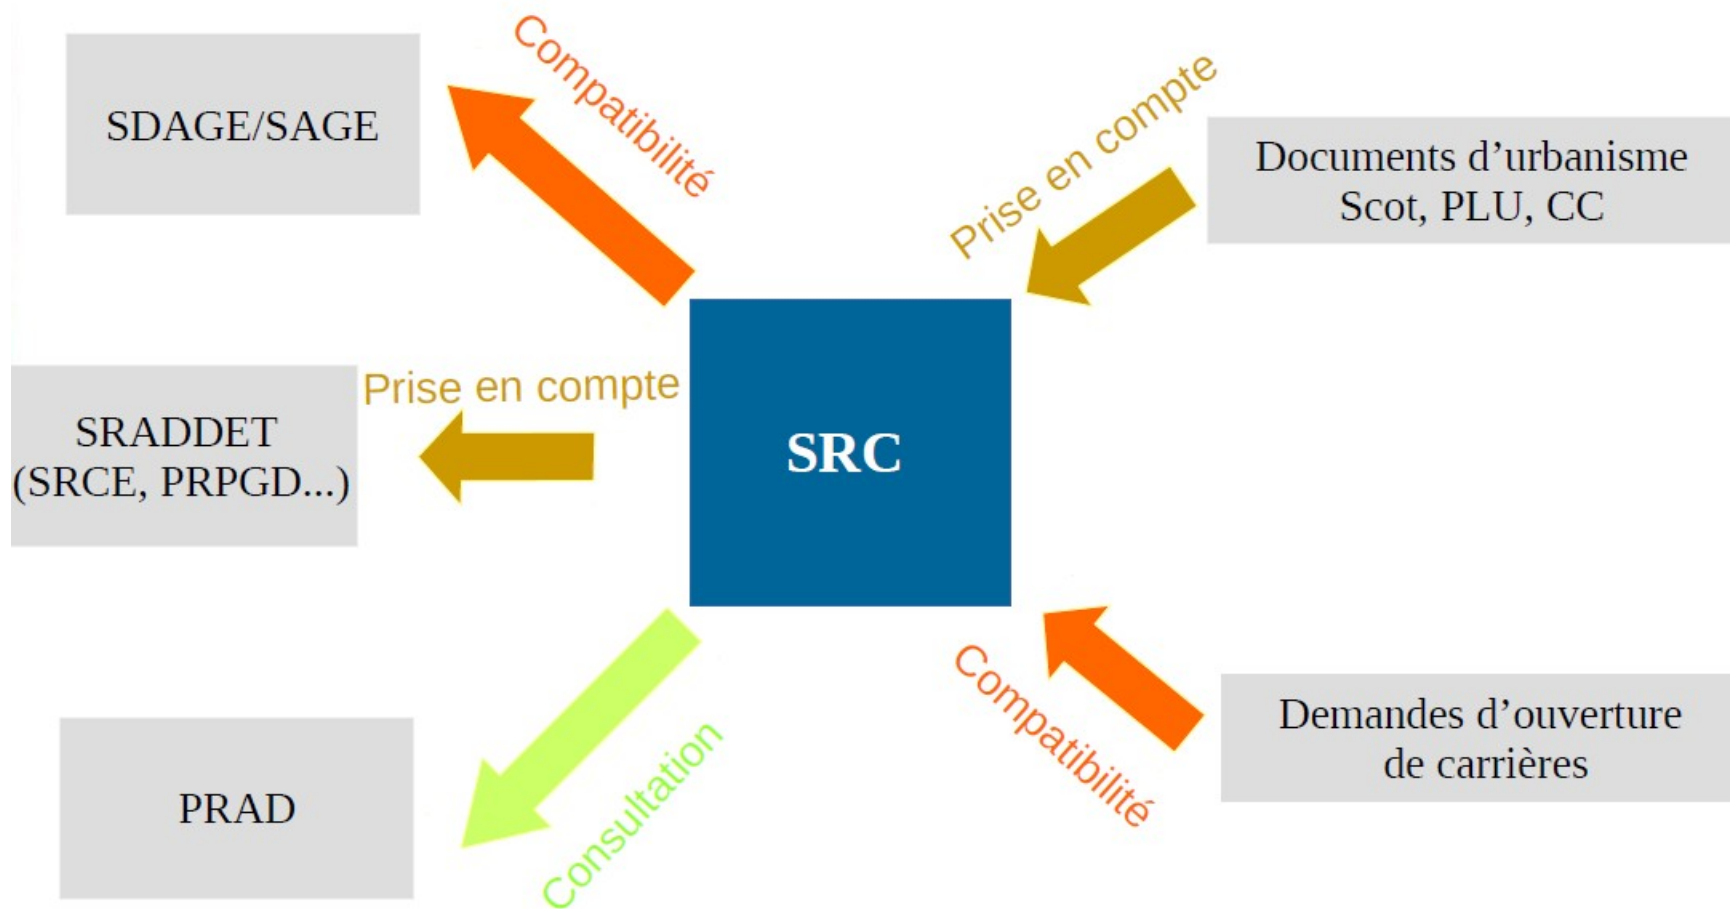 Compatibilité
SDAGE/SAGE
Prise en compte
Documents d’urbanisme
Scot, PLU, CC
Prise en compte
SRADDET
(SRCE, PRPGD...)
SRC
Compatibilité
Demandes d’ouverture
de carrières
PRAD
Consultation